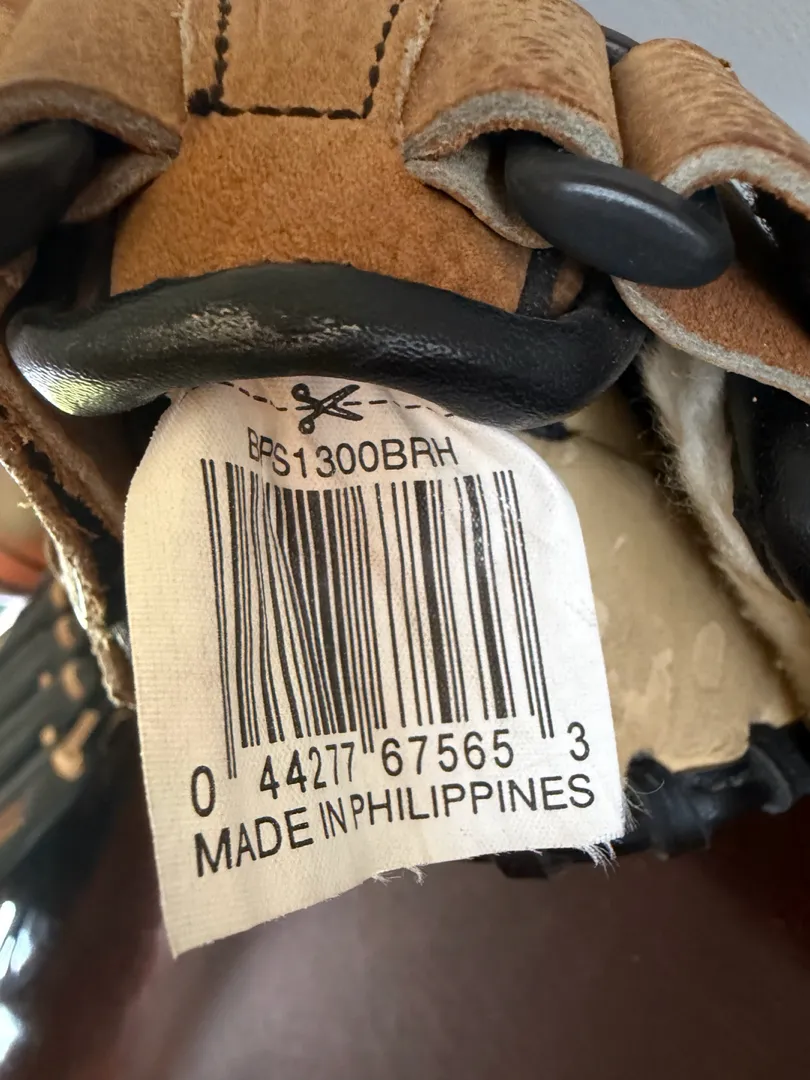 BPS1300BRH
0 44277 67565 3
MADE IN PHILIPPINES